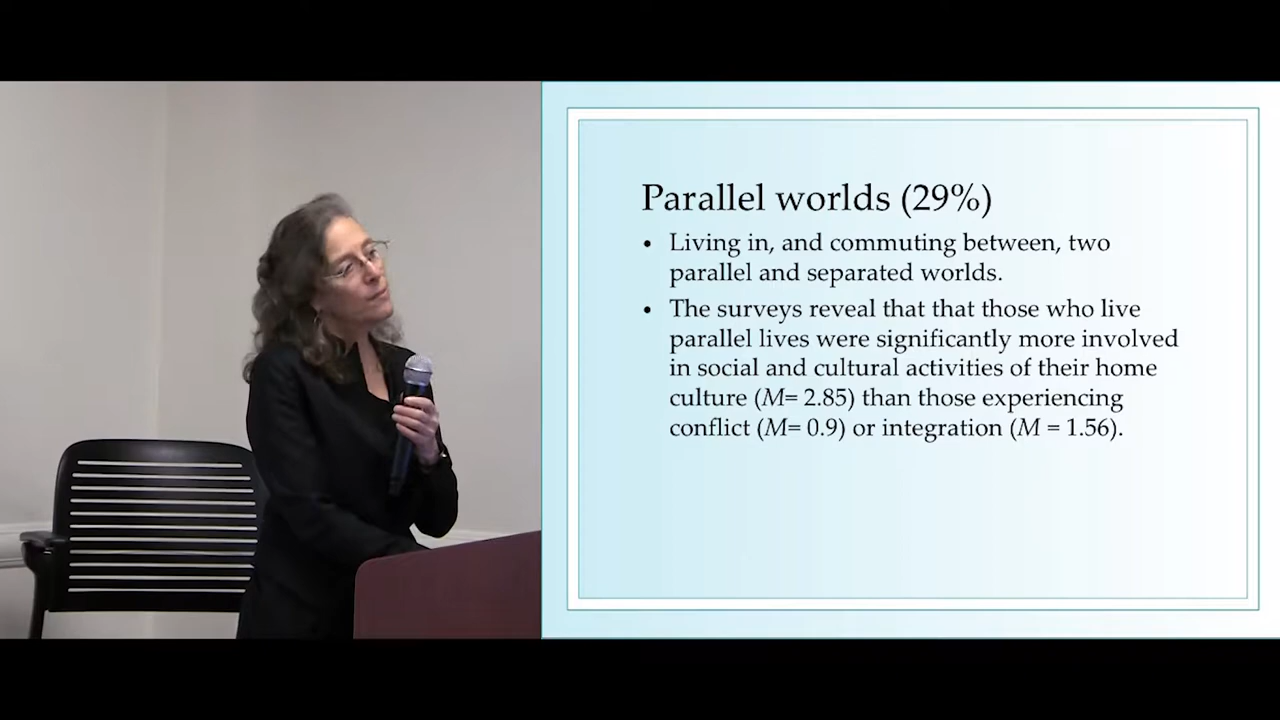 Parallel worlds (29%)
• Living in, and commuting between, two
parallel and separated worlds.
• The surveys reveal that that those who live
parallel lives were significantly more involved
in social and cultural activities of their home
culture (M= 2.85) than those experiencing
conflict (M= 0.9) or integration (M = 1.56).